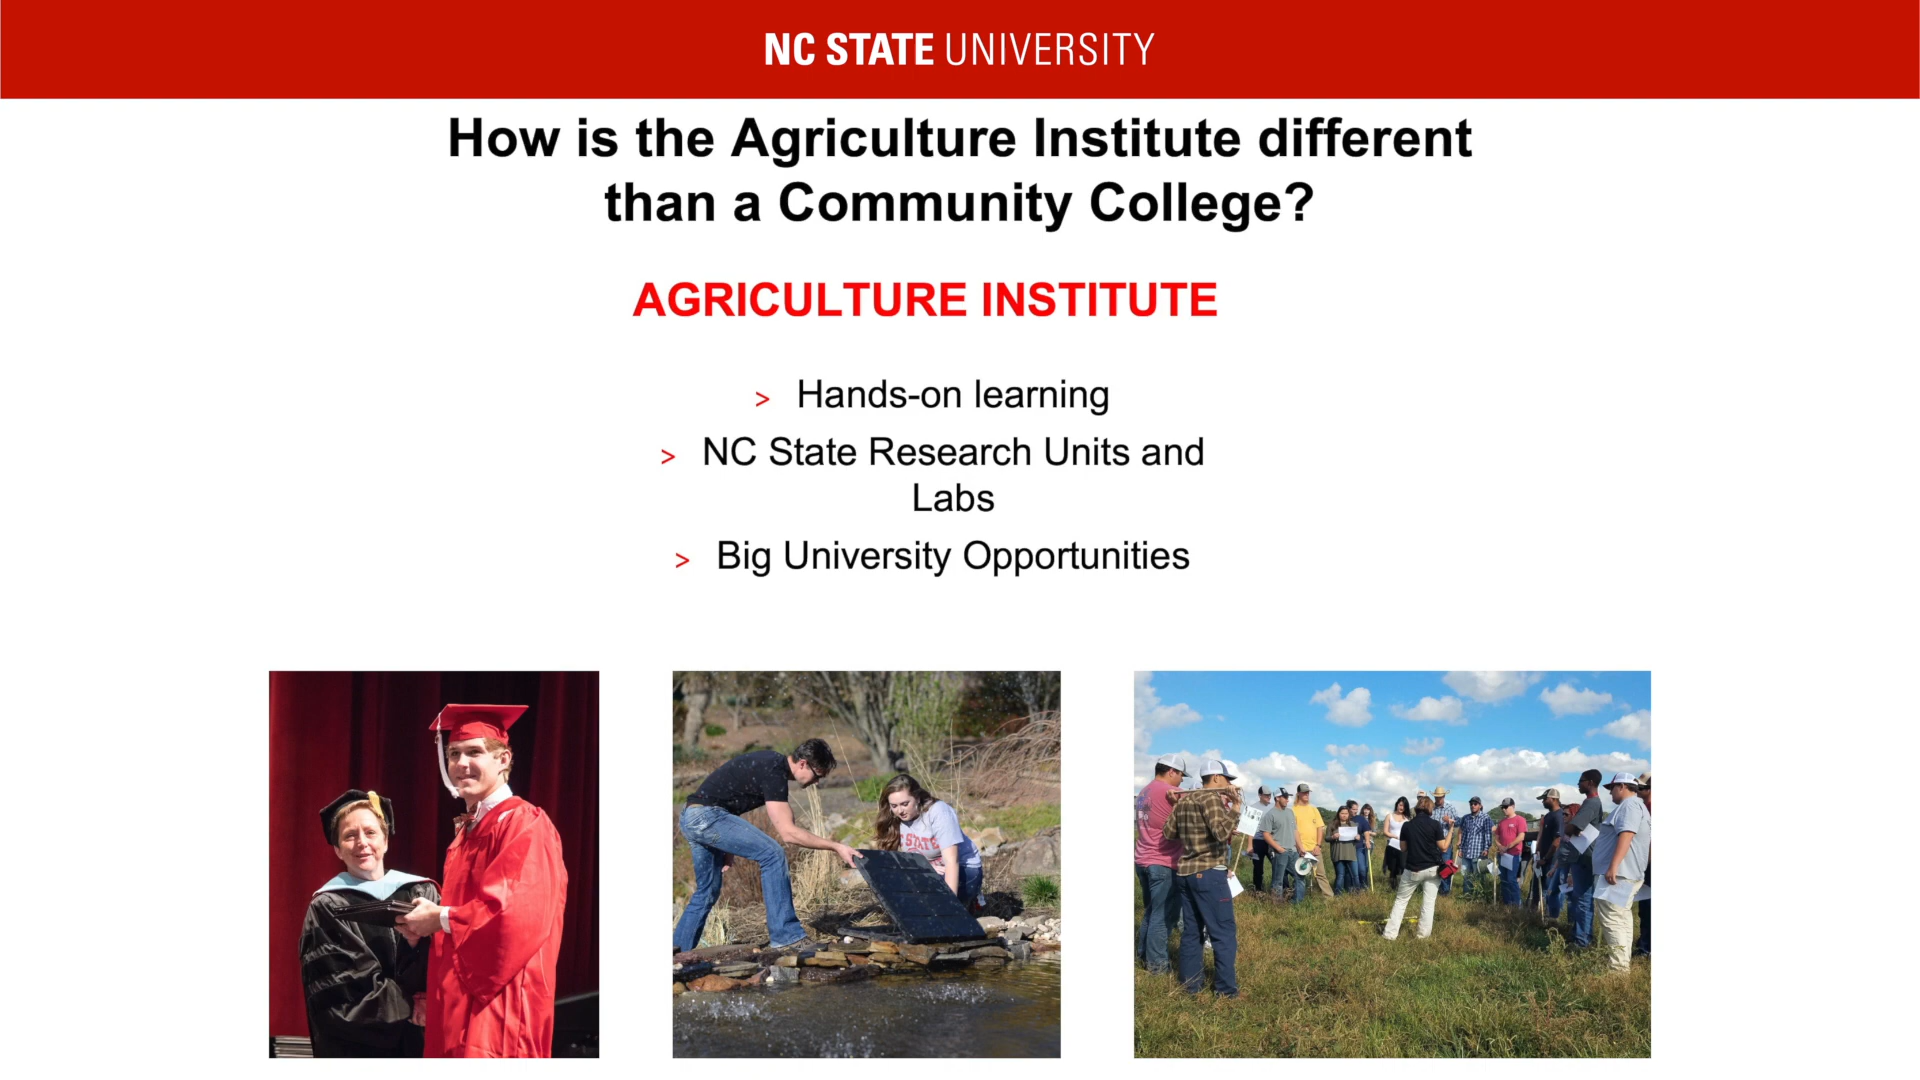 NC STATE UNIVERSITY
How is the Agriculture Institute different
than a Community College?
AGRICULTURE INSTITUTE
> Hands-on learning
> NC State Research Units and
Labs
> Big University Opportunities
STATE